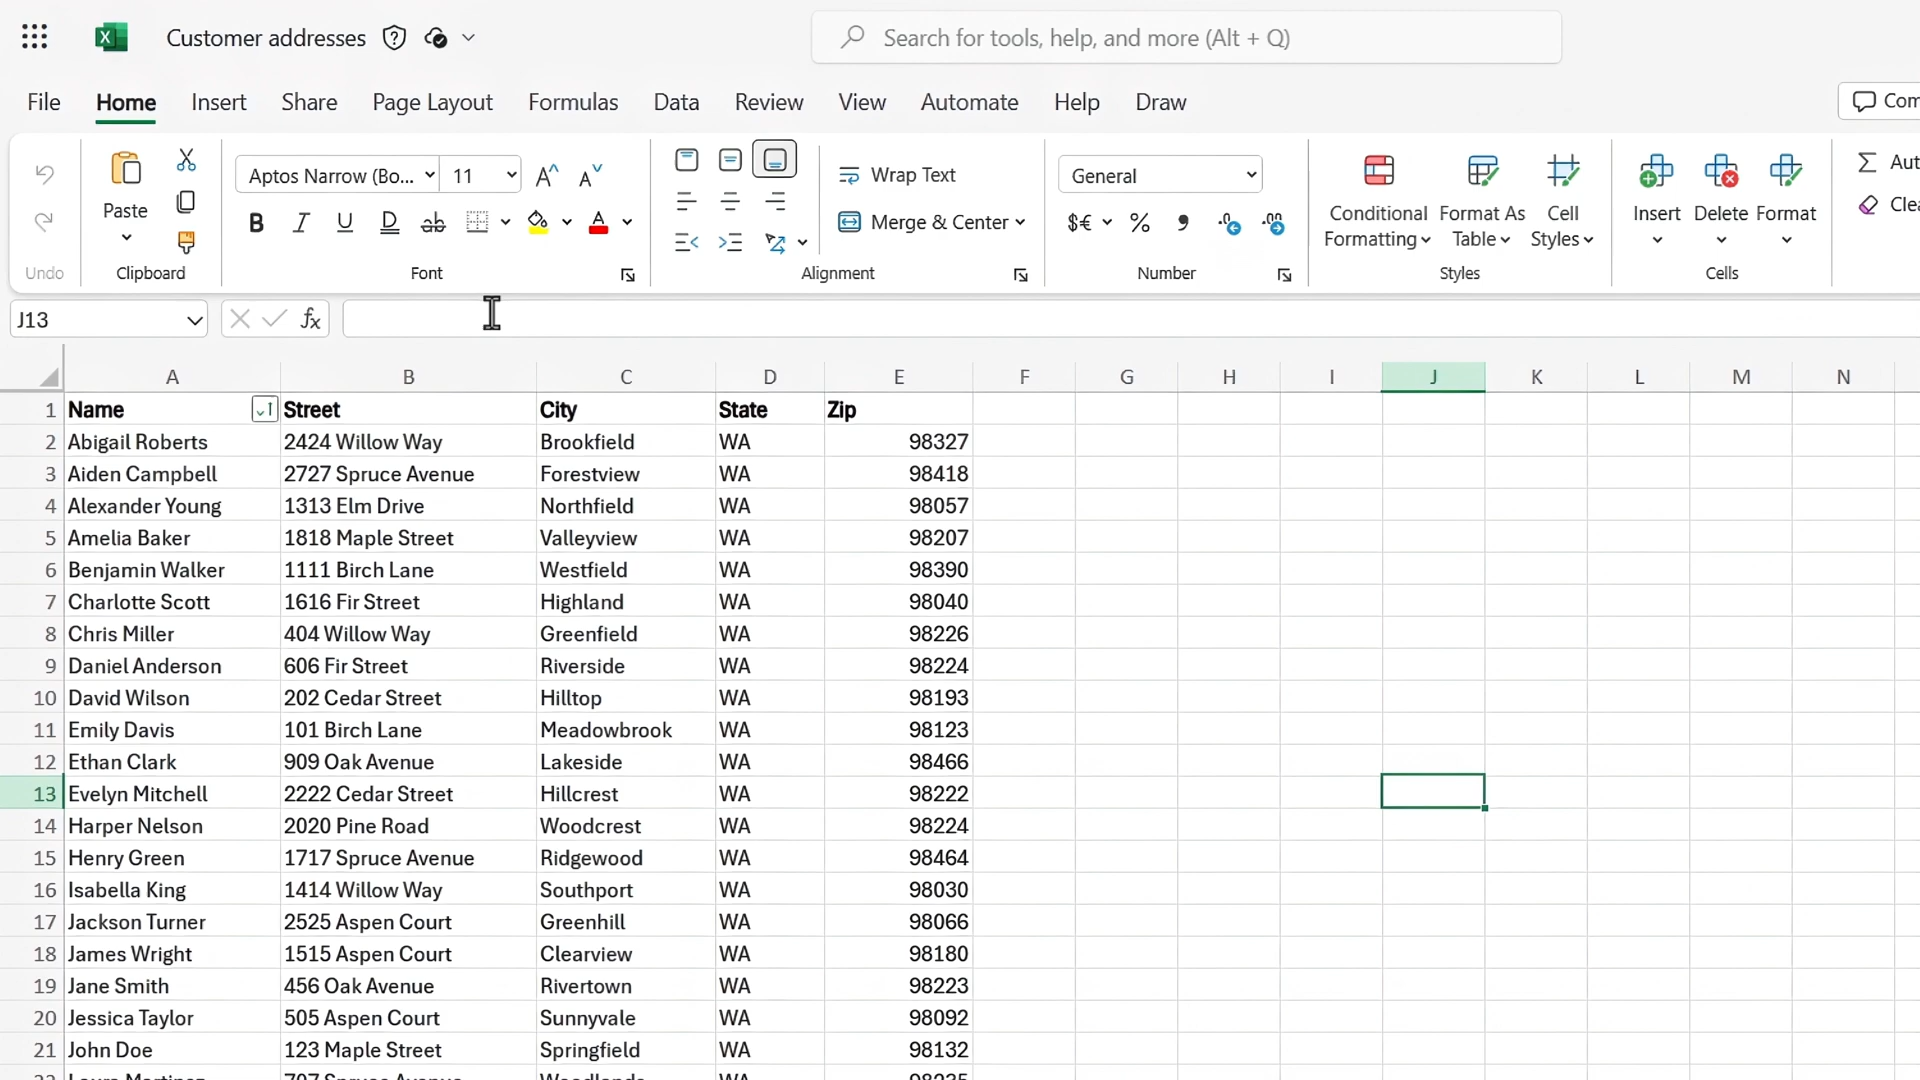 Customer addresses
Search for tools, help, and more (Alt + Q)
File Home Insert Share Page Layout Formulas Data Review View Automate Help Draw
Aptos Narrow (Bo... 11
Wrap Text
General
Paste
Merge & Center
Conditional Formatting
Format As Table
Cell Styles
Insert Delete Format
Undo Clipboard Font Alignment Number Styles Cells
J13
A B C D E F G H I J K L M N
1 Name Street City State Zip
2 Abigail Roberts 2424 Willow Way Brookfield WA 98327
3 Aiden Campbell 2727 Spruce Avenue Forestview WA 98418
4 Alexander Young 1313 Elm Drive Northfield WA 98057
5 Amelia Baker 1818 Maple Street Valleyview WA 98207
6 Benjamin Walker 1111 Birch Lane Westfield WA 98390
7 Charlotte Scott 1616 Fir Street Highland WA 98040
8 Chris Miller 404 Willow Way Greenfield WA 98226
9 Daniel Anderson 606 Fir Street Riverside WA 98224
10 David Wilson 202 Cedar Street Hilltop WA 98193
11 Emily Davis 101 Birch Lane Meadowbrook WA 98123
12 Ethan Clark 909 Oak Avenue Lakeside WA 98466
13 Evelyn Mitchell 2222 Cedar Street Hillcrest WA 98222
14 Harper Nelson 2020 Pine Road Woodcrest WA 98224
15 Henry Green 1717 Spruce Avenue Ridgewood WA 98464
16 Isabella King 1414 Willow Way Southport WA 98030
17 Jackson Turner 2525 Aspen Court Greenhill WA 98066
18 James Wright 1515 Aspen Court Clearview WA 98180
19 Jane Smith 456 Oak Avenue Rivertown WA 98223
20 Jessica Taylor 505 Aspen Court Sunnyvale WA 98092
21 John Doe 123 Maple Street Springfield WA 98132